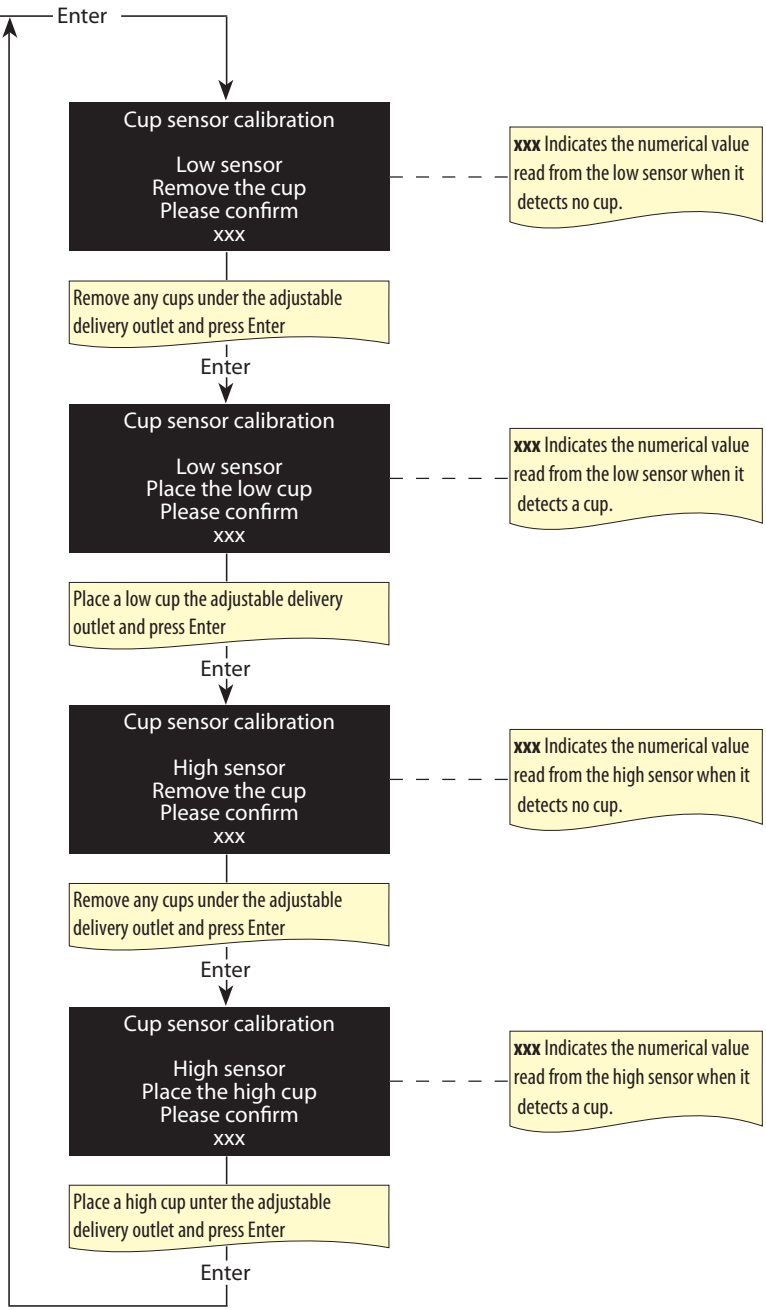 Enter
Cup sensor calibration
Low sensor
Remove the cup
Please confirm
xxx
xxx Indicates the numerical value
read from the low sensor when it
detects no cup.
Remove any cups under the adjustable
delivery outlet and press Enter
Enter
Cup sensor calibration
Low sensor
Place the low cup
Please confirm
xxx
xxx Indicates the numerical value
read from the low sensor when it
detects a cup.
Place a low cup the adjustable delivery
outlet and press Enter
Enter
Cup sensor calibration
High sensor
Remove the cup
Please confirm
xxx
xxx Indicates the numerical value
read from the high sensor when it
detects no cup.
Remove any cups under the adjustable
delivery outlet and press Enter
Enter
Cup sensor calibration
High sensor
Place the high cup
Please confirm
xxx
xxx Indicates the numerical value
read from the high sensor when it
detects a cup.
Place a high cup unter the adjustable
delivery outlet and press Enter
Enter